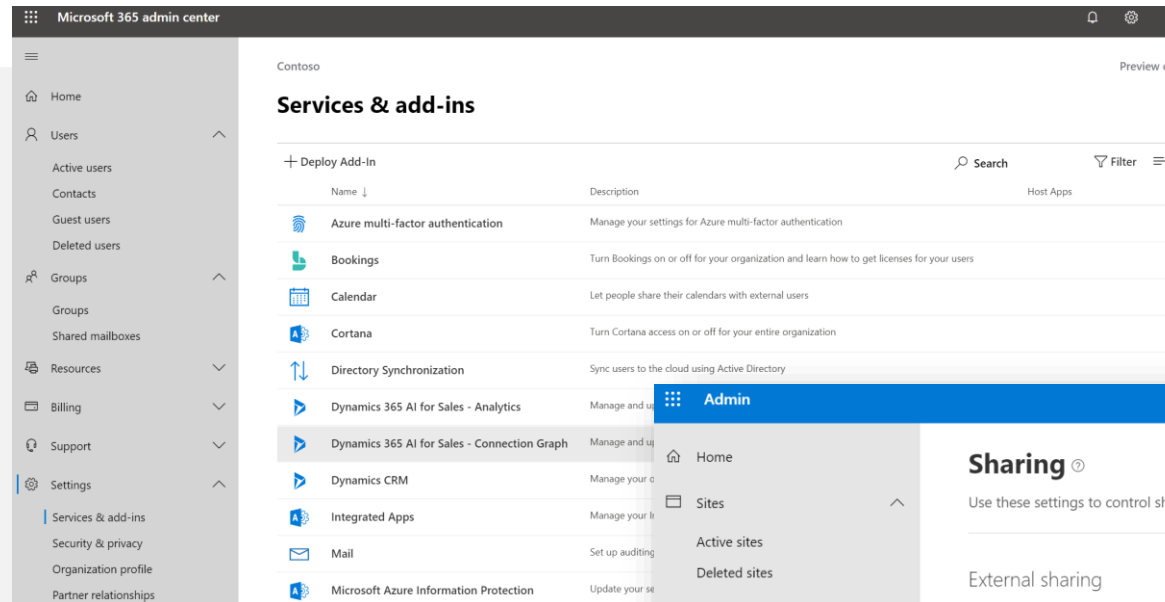 Microsoft 365 admin center
Home
Users
Active users
Contacts
Guest users
Deleted users
Groups
Groups
Shared mailboxes
Resources
Billing
Support
Settings
Services & add-ins
Security & privacy
Organization profile
Partner relationships
Contoso
Preview
Services & add-ins
Deploy Add-In
Search
Filter
Name ↓ Description Host Apps
Azure multi-factor authentication Manage your settings for Azure multi-factor authentication
Bookings Turn Bookings on or off for your organization and learn how to get licenses for your users
Calendar Let people share their calendars with external users
Cortana Turn Cortana access on or off for your entire organization
Directory Synchronization Sync users to the cloud using Active Directory
Dynamics 365 AI for Sales - Analytics Manage and
Dynamics 365 AI for Sales - Connection Graph Manage and
Dynamics CRM Manage your
Integrated Apps Manage your
Mail Set up auditing
Microsoft Azure Information Protection Update your
Admin
Home
Sites
Active sites
Deleted sites
Sharing
Use these settings to control
External sharing